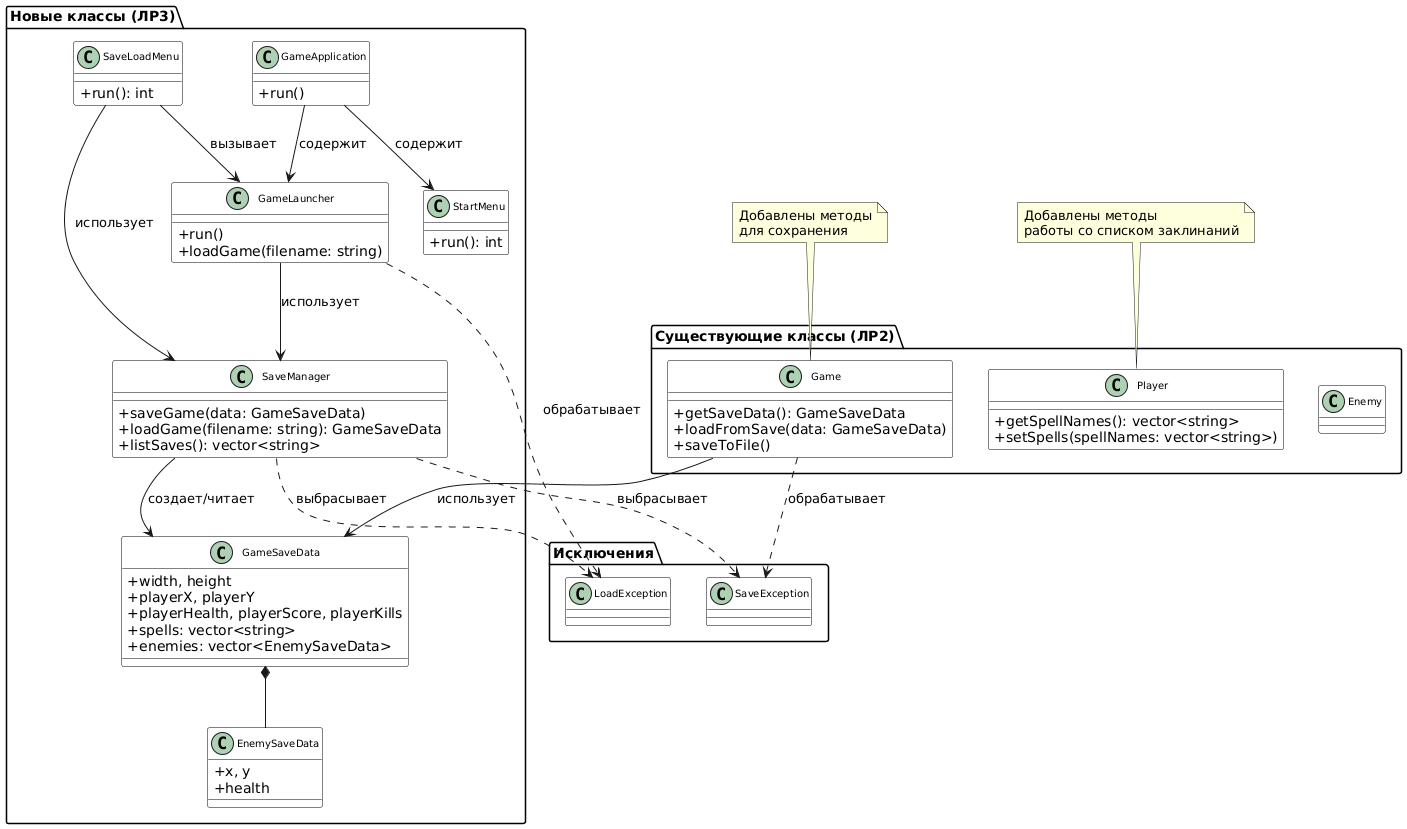 Новые классы (ЛР3)
C SaveLoadMenu
+run(): int
C GameApplication
+run()
вызывает
содержит
содержит
использует
C GameLauncher
+run()
+loadGame(filename: string)
C StartMenu
+run(): int
использует
Добавлены методы
для сохранения
Добавлены методы
работы со списком заклинаний
Существующие классы (ЛР2)
C SaveManager
+saveGame(data: GameSaveData)
+loadGame(filename: string): GameSaveData
+listSaves(): vector<string>
обрабатывает
C Game
+getSaveData(): GameSaveData
+loadFromSave(data: GameSaveData)
+saveToFile()
C Player
+getSpellNames(): vector<string>
+setSpells(spellNames: vector<string>)
C Enemy
создает/читает
выбрасывает
использует
выбрасывает
обрабатывает
C GameSaveData
+width, height
+playerX, playerY
+playerHealth, playerScore, playerKills
+spells: vector<string>
+enemies: vector<EnemySaveData>
Исключения
C LoadException
C SaveException
C EnemySaveData
+x, y
+health